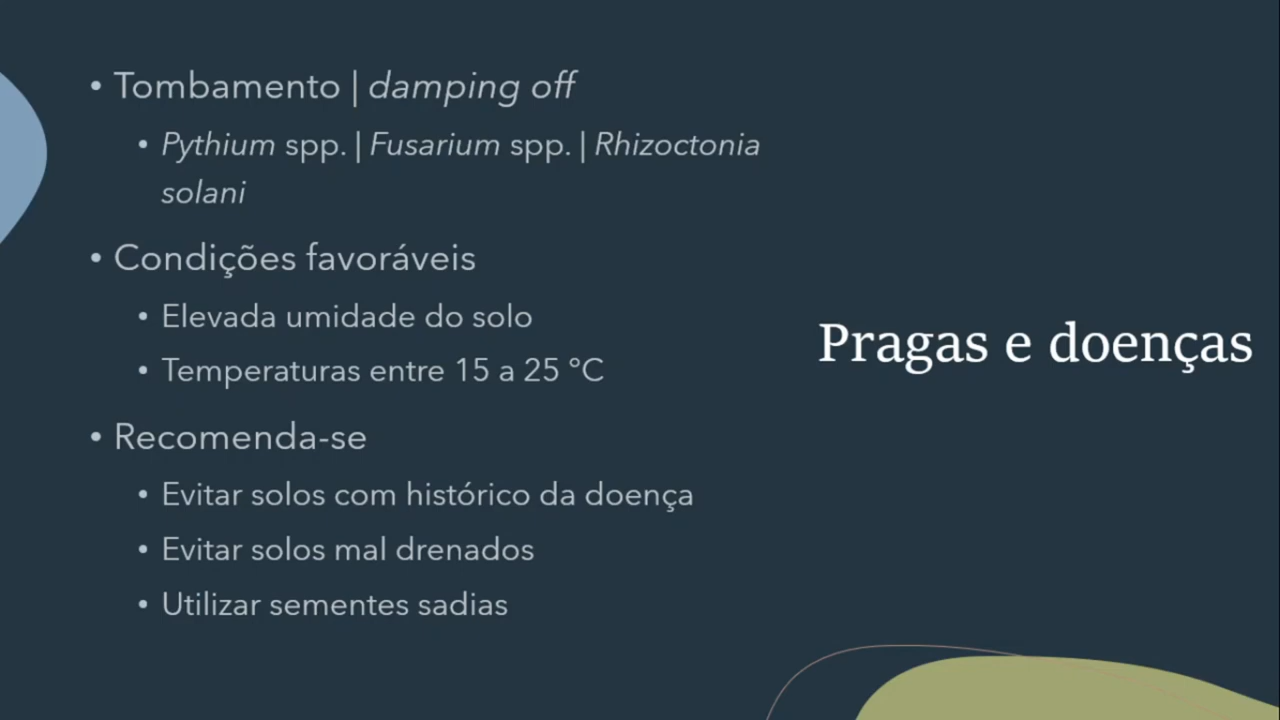 • Tombamento | damping off
• Pythium spp. | Fusarium spp. | Rhizoctonia
solani
• Condições favoráveis
• Elevada umidade do solo
• Temperaturas entre 15 a 25 °C
• Recomenda-se
• Evitar solos com histórico da doença
• Evitar solos mal drenados
• Utilizar sementes sadias
Pragas e doenças